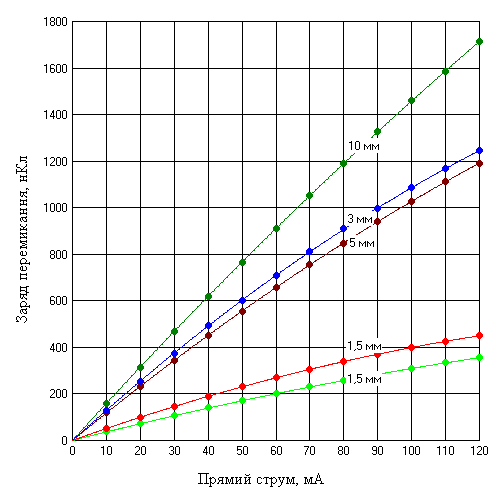 1800
1600
1400
1200
1000
800
600
400
200
0
Заряд перемикання, нКл
10 мм
3 мм
5 мм
1,5 мм
1,5 мм
0 10 20 30 40 50 60 70 80 90 100 110 120
Прямий струм, мА